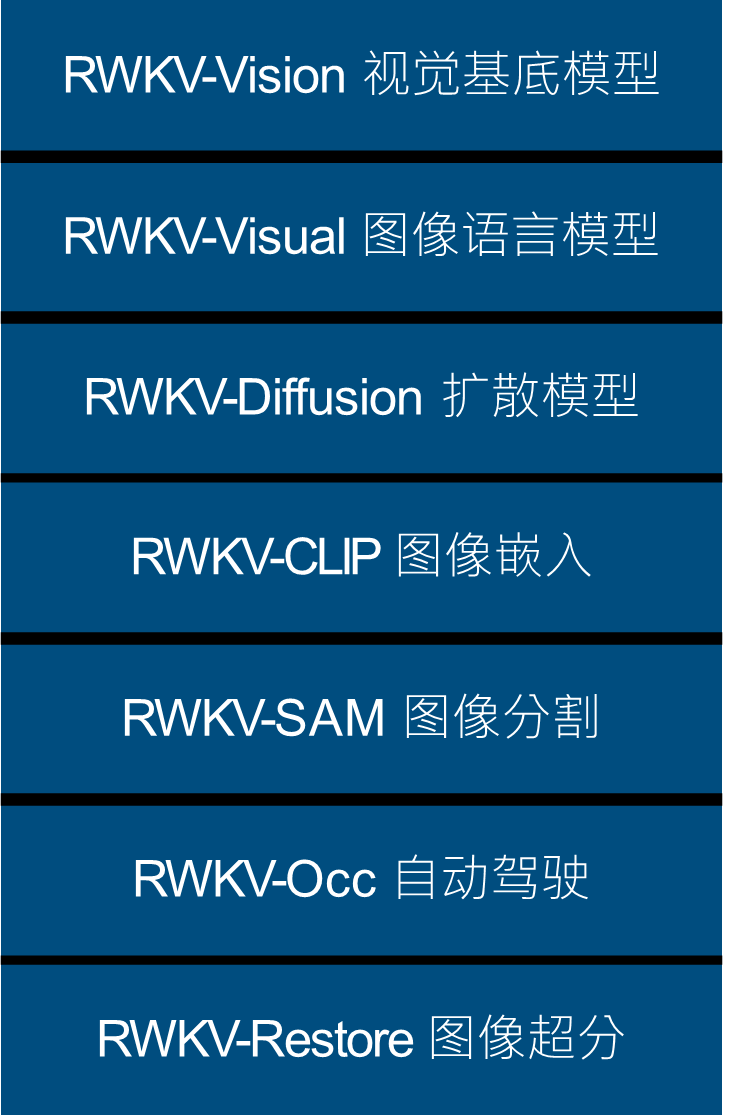 RWKV-Vision 视觉基底模型
RWKV-Visual 图像语言模型
RWKV-Diffusion 扩散模型
RWKV-CLIP 图像嵌入
RWKV-SAM 图像分割
RWKV-Occ 自动驾驶
RWKV-Restore 图像超分